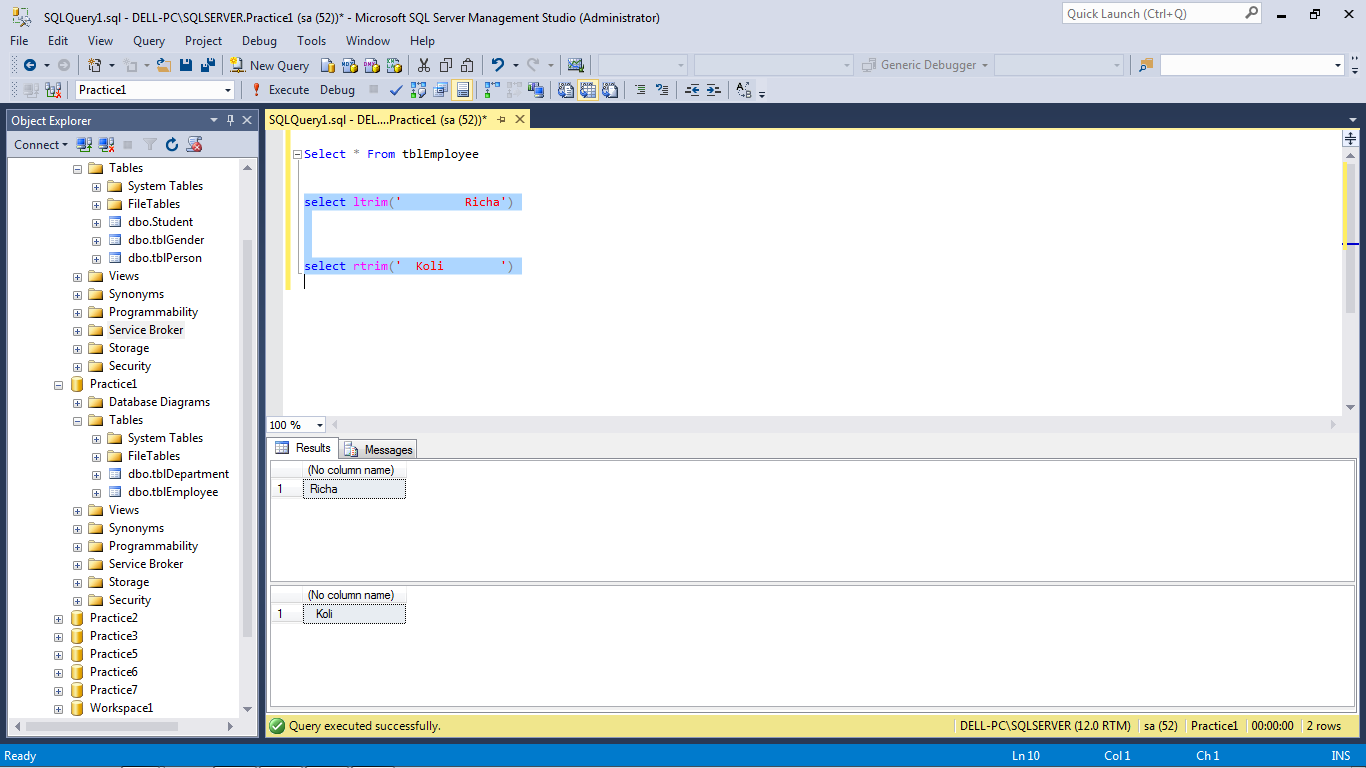 SQLQuery1.sql - DELL-PC\SQLSERVER.Practice1 (sa (52))* - Microsoft SQL Server Management Studio (Administrator)
Quick Launch (Ctrl+Q)
File Edit View Query Project Debug Tools Window Help
New Query
Generic Debugger
Practice1
Execute Debug
Object Explorer
Connect
Tables
System Tables
FileTables
dbo.Student
dbo.tblGender
dbo.tblPerson
Views
Synonyms
Programmability
Service Broker
Storage
Security
Practice1
Database Diagrams
Tables
System Tables
FileTables
dbo.tblDepartment
dbo.tblEmployee
Views
Synonyms
Programmability
Service Broker
Storage
Security
Practice2
Practice3
Practice5
Practice6
Practice7
Workspace1
SQLQuery1.sql - DEL....Practice1 (sa (52))*
Select * From tblEmployee
select ltrim('         Richa')
select rtrim('  Koli        ')
100 %
Results Messages
(No column name)
1 Richa
(No column name)
1 Koli
Query executed successfully.
DELL-PC\SQLSERVER (12.0 RTM) sa (52) Practice1 00:00:00 2 rows
Ready
Ln 10 Col 1 Ch 1 INS